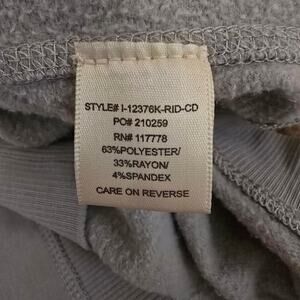 STYLE# I-12376K-RID-CD
PO# 210259
RN# 117778
63%POLYESTER/
33%RAYON/
4%SPANDEX
CARE ON REVERSE